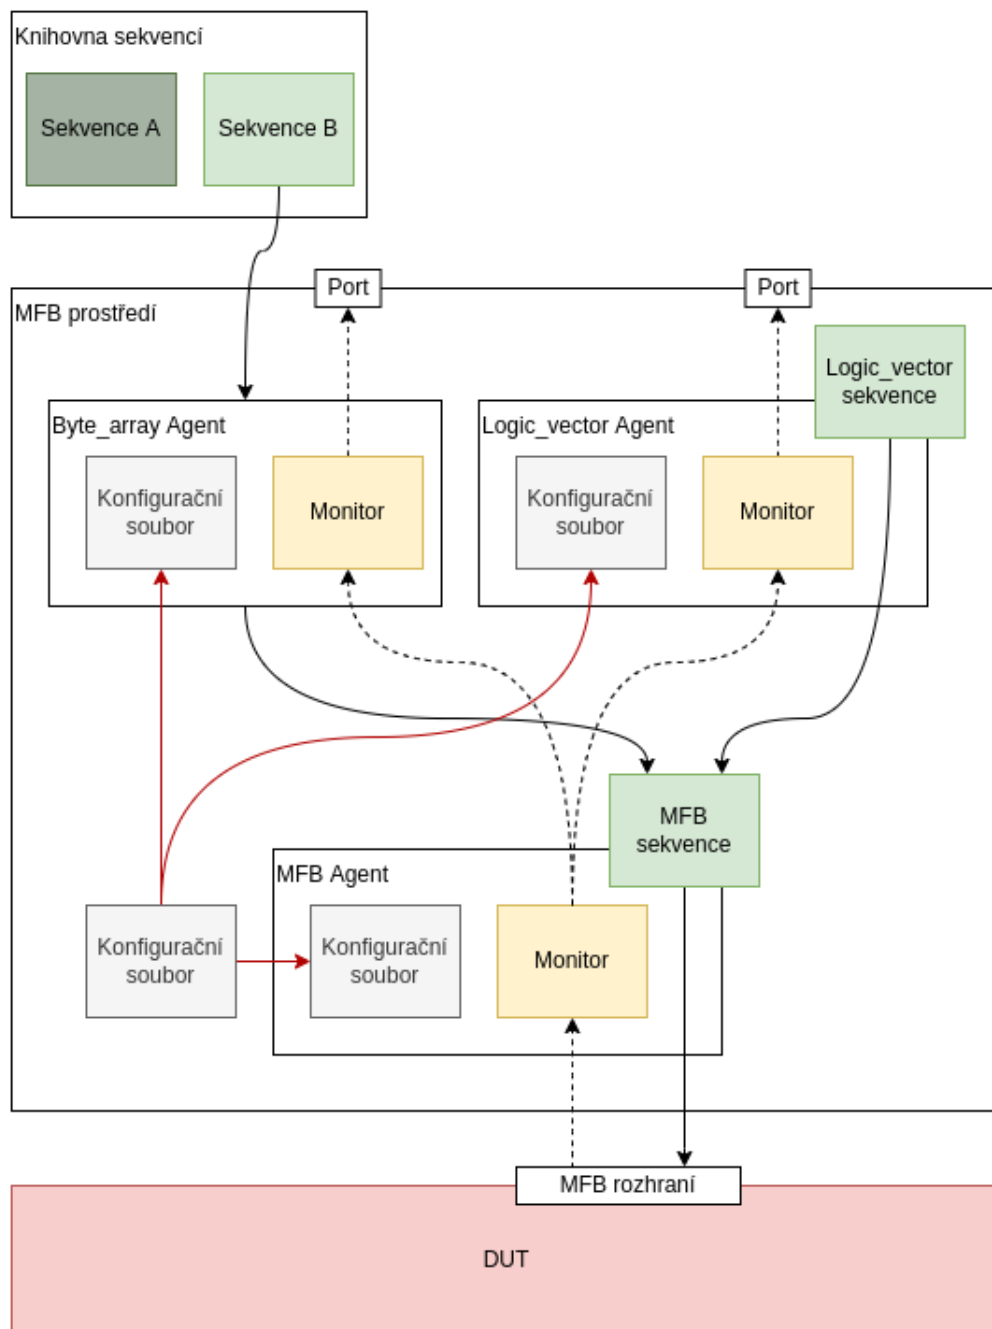 Knihovna sekvencí
Sekvence A
Sekvence B
Port
Port
MFB prostředí
Logic_vector
sekvence
Byte_array Agent
Logic_vector Agent
Konfigurační
soubor
Monitor
Konfigurační
soubor
Monitor
MFB
sekvence
MFB Agent
Konfigurační
soubor
Konfigurační
soubor
Monitor
MFB rozhraní
DUT